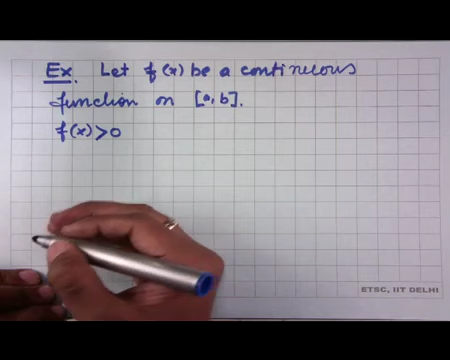 Ex. Let f(x) be a continuous
function on [a, b].
f(x)>0
ETSC, IIT DELHI